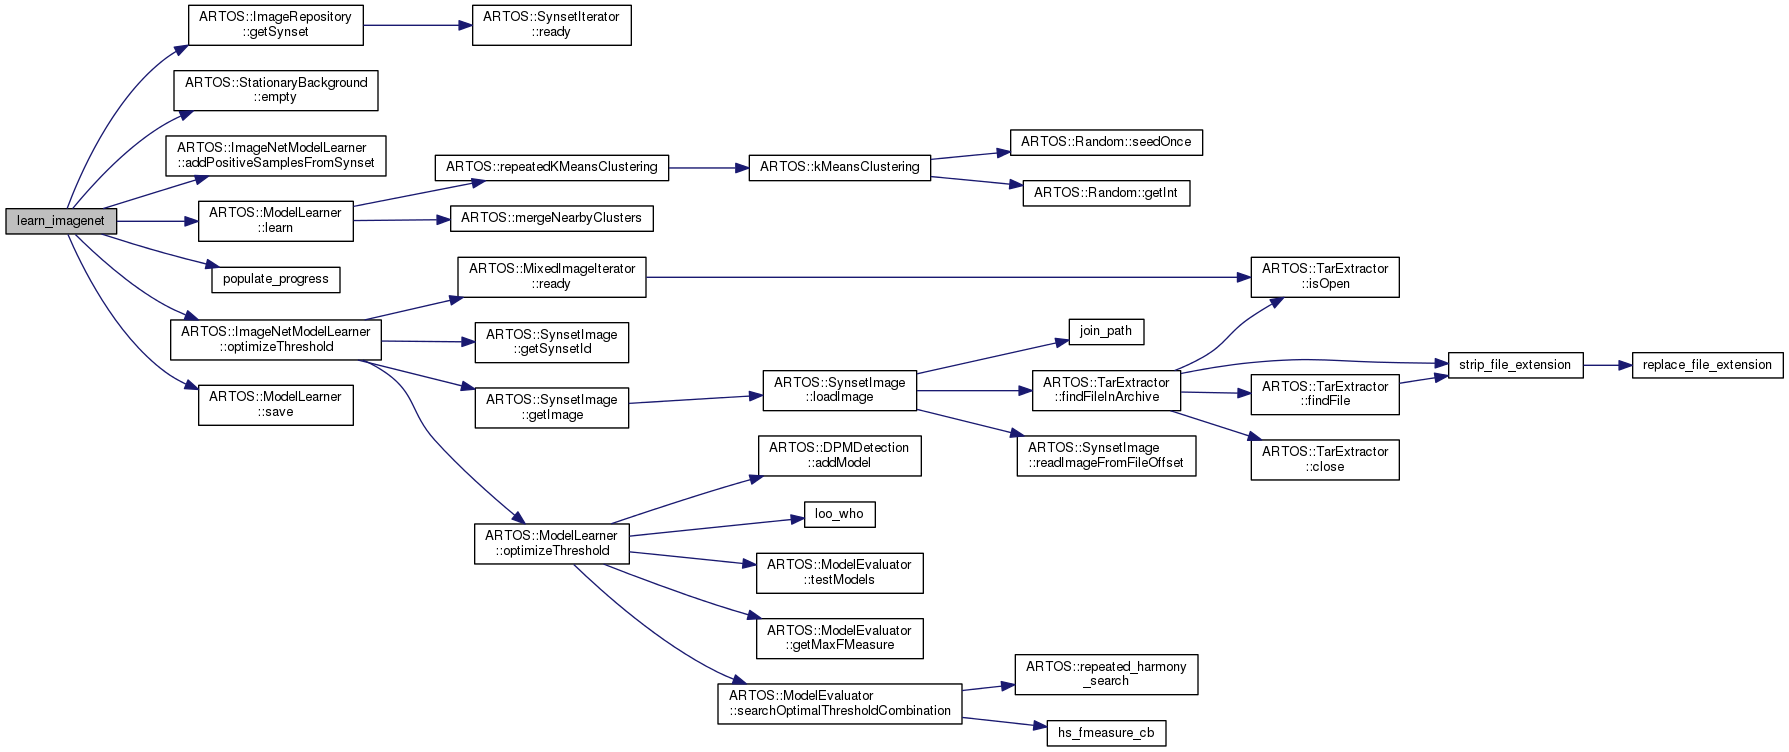 ARTOS::ImageRepository
::getSynset
ARTOS::SynsetIterator
::ready
ARTOS::StationaryBackground
::empty
ARTOS::ImageNetModelLearner
::addPositiveSamplesFromSynset
learn_imagenet
ARTOS::ModelLearner
::learn
ARTOS::repeatedKMeansClustering
ARTOS::kMeansClustering
ARTOS::Random::seedOnce
ARTOS::Random::getInt
ARTOS::mergeNearbyClusters
populate_progress
ARTOS::ImageNetModelLearner
::optimizeThreshold
ARTOS::MixedImageIterator
::ready
ARTOS::TarExtractor
::isOpen
ARTOS::SynsetImage
::getSynsetId
ARTOS::SynsetImage
::getImage
ARTOS::SynsetImage
::loadImage
join_path
ARTOS::TarExtractor
::findFileInArchive
strip_file_extension
replace_file_extension
ARTOS::TarExtractor
::findFile
ARTOS::TarExtractor
::close
ARTOS::SynsetImage
::readImageFromFileOffset
ARTOS::ModelLearner
::save
ARTOS::ModelLearner
::optimizeThreshold
ARTOS::DPMDetection
::addModel
loo_who
ARTOS::ModelEvaluator
::testModels
ARTOS::ModelEvaluator
::getMaxFMeasure
ARTOS::ModelEvaluator
::searchOptimalThresholdCombination
ARTOS::repeated_harmony
_search
hs_fmeasure_cb